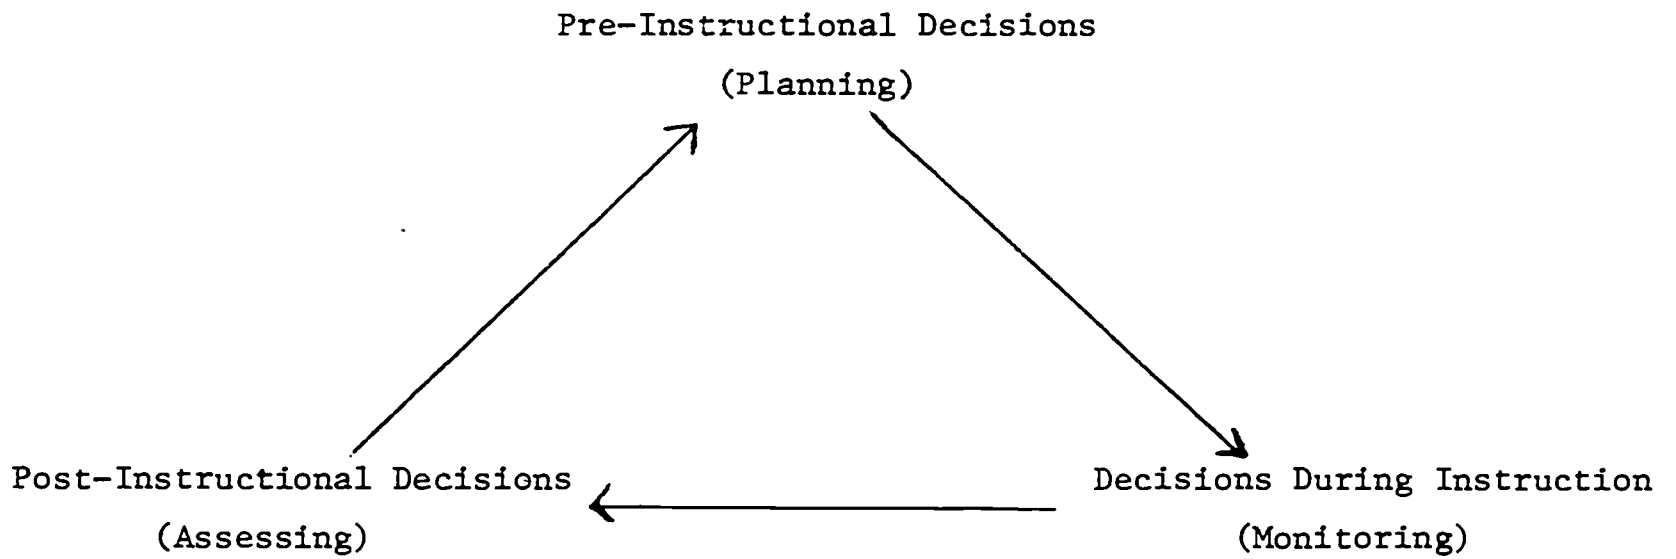 Pre-Instructional Decisions
(Planning)
Post-Instructional Decisions
(Assessing)
Decisions During Instruction
(Monitoring)